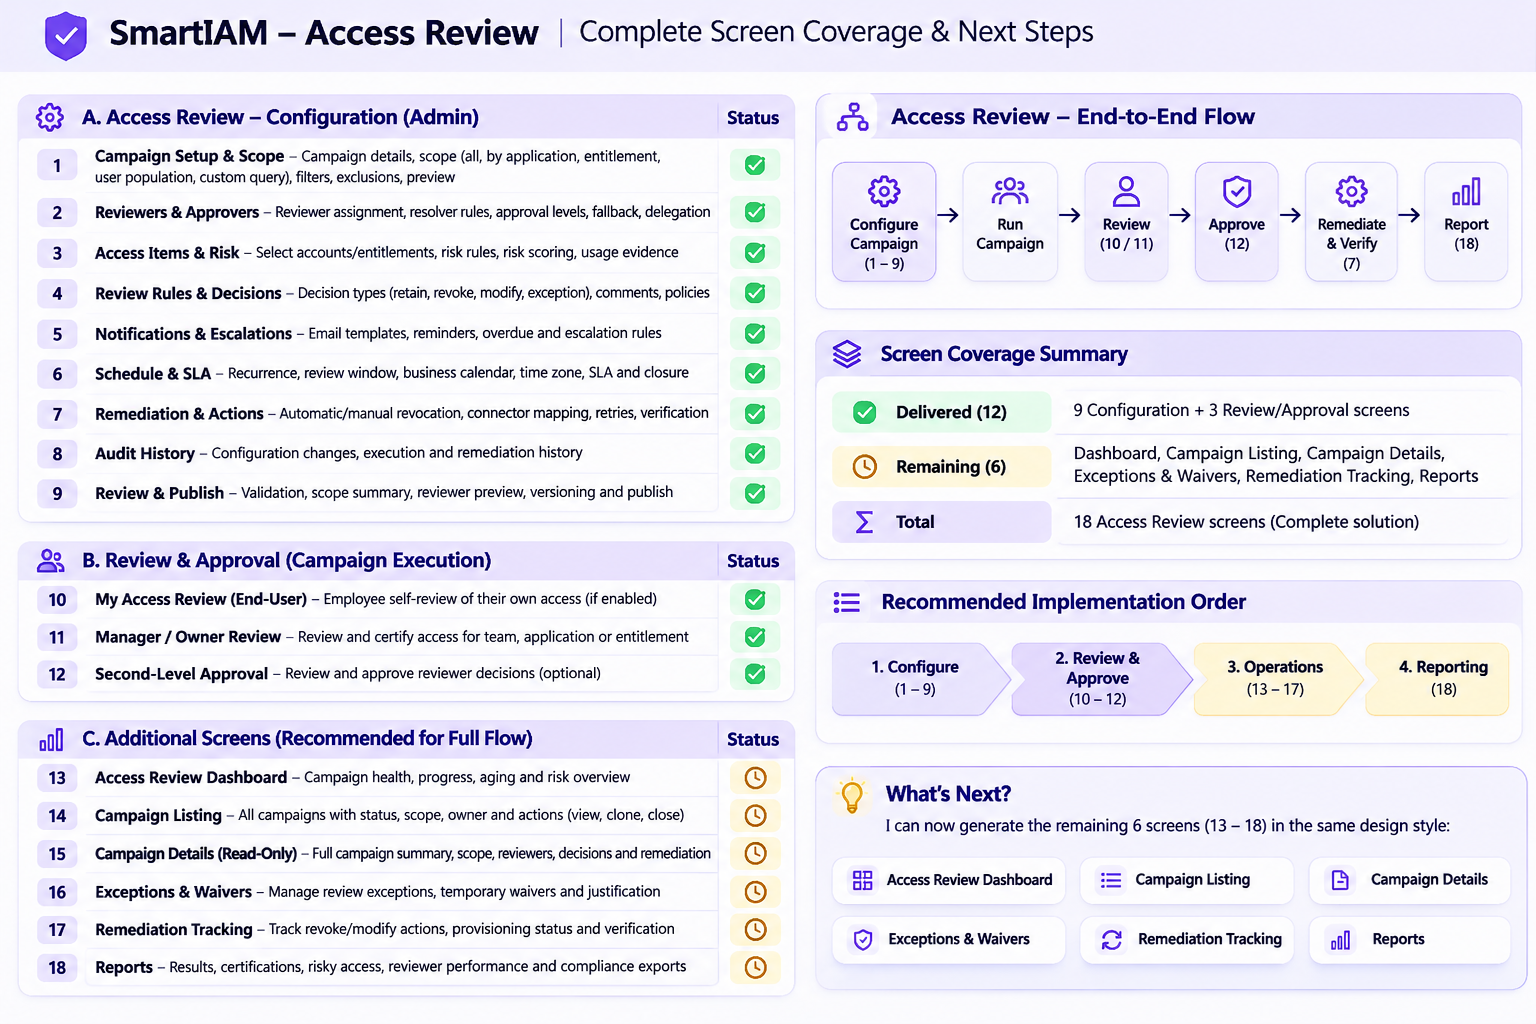 SmartIAM – Access Review | Complete Screen Coverage & Next Steps
A. Access Review – Configuration (Admin) Status
1 Campaign Setup & Scope – Campaign details, scope (all, by application, entitlement,
user population, custom query), filters, exclusions, preview
2 Reviewers & Approvers – Reviewer assignment, resolver rules, approval levels, fallback, delegation
3 Access Items & Risk – Select accounts/entitlements, risk rules, risk scoring, usage evidence
4 Review Rules & Decisions – Decision types (retain, revoke, modify, exception), comments, policies
5 Notifications & Escalations – Email templates, reminders, overdue and escalation rules
6 Schedule & SLA – Recurrence, review window, business calendar, time zone, SLA and closure
7 Remediation & Actions – Automatic/manual revocation, connector mapping, retries, verification
8 Audit History – Configuration changes, execution and remediation history
9 Review & Publish – Validation, scope summary, reviewer preview, versioning and publish
B. Review & Approval (Campaign Execution) Status
10 My Access Review (End-User) – Employee self-review of their own access (if enabled)
11 Manager / Owner Review – Review and certify access for team, application or entitlement
12 Second-Level Approval – Review and approve reviewer decisions (optional)
C. Additional Screens (Recommended for Full Flow) Status
13 Access Review Dashboard – Campaign health, progress, aging and risk overview
14 Campaign Listing – All campaigns with status, scope, owner and actions (view, clone, close)
15 Campaign Details (Read-Only) – Full campaign summary, scope, reviewers, decisions and remediation
16 Exceptions & Waivers – Manage review exceptions, temporary waivers and justification
17 Remediation Tracking – Track revoke/modify actions, provisioning status and verification
18 Reports – Results, certifications, risky access, reviewer performance and compliance exports
Access Review – End-to-End Flow
Configure
Campaign
(1 – 9)
Run
Campaign
Review
(10 / 11)
Approve
(12)
Remediate
& Verify
(7)
Report
(18)
Screen Coverage Summary
Delivered (12) 9 Configuration + 3 Review/Approval screens
Remaining (6) Dashboard, Campaign Listing, Campaign Details,
Exceptions & Waivers, Remediation Tracking, Reports
Total 18 Access Review screens (Complete solution)
Recommended Implementation Order
1. Configure
(1 – 9)
2. Review &
Approve
(10 – 12)
3. Operations
(13 – 17)
4. Reporting
(18)
What's Next?
I can now generate the remaining 6 screens (13 – 18) in the same design style:
Access Review Dashboard
Campaign Listing
Campaign Details
Exceptions & Waivers
Remediation Tracking
Reports